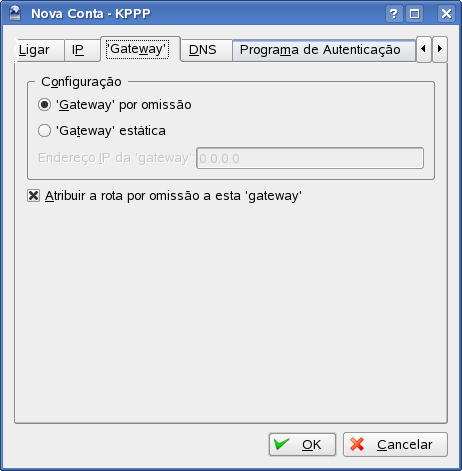 Nova Conta - KPPP
Ligar IP 'Gateway' DNS Programa de Autenticação
Configuração
'Gateway' por omissão
'Gateway' estática
Endereço IP da 'gateway': 0.0.0.0
Atribuir a rota por omissão a esta 'gateway'
OK Cancelar